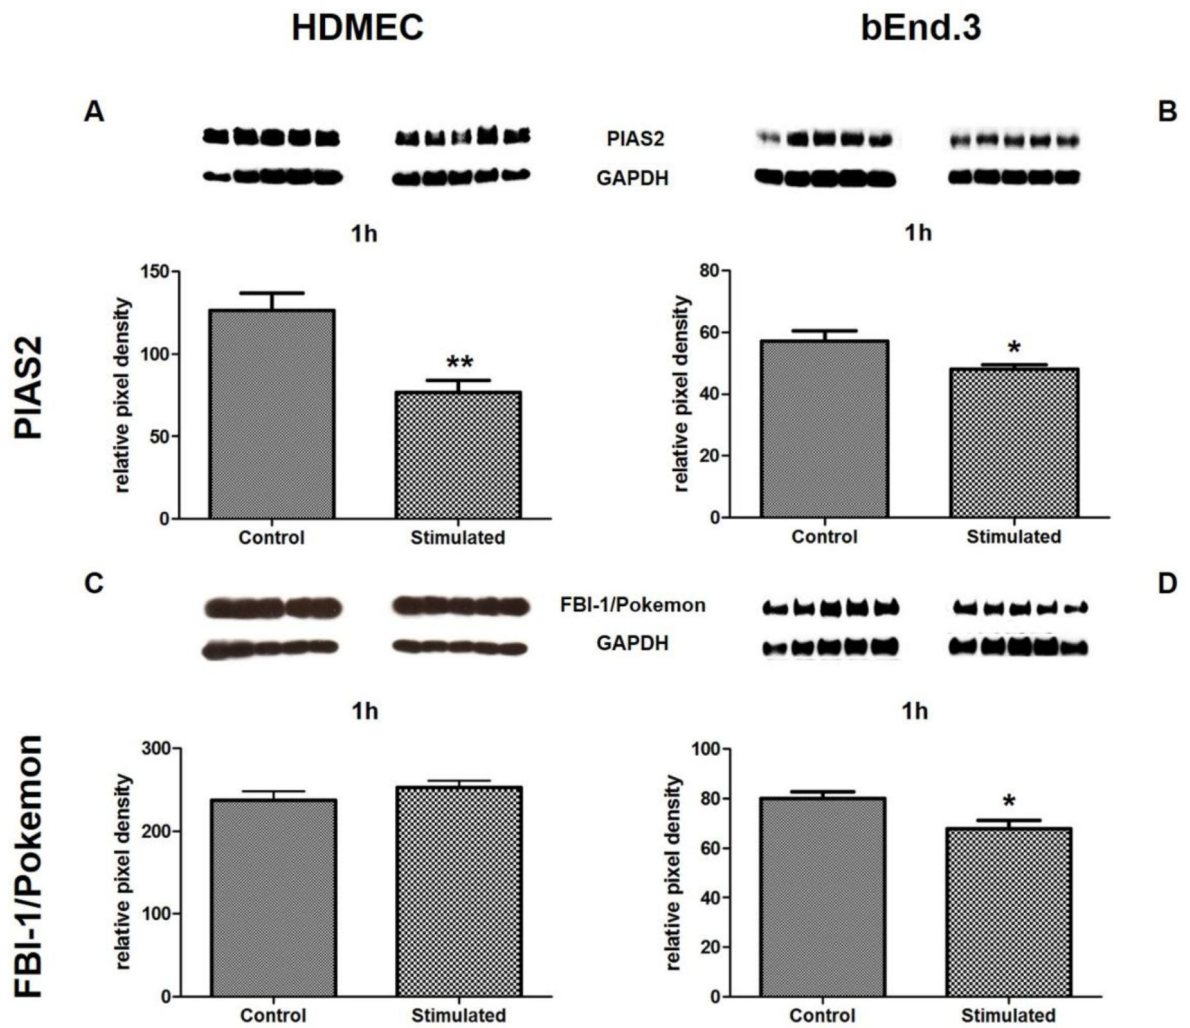 HDMEC
bEnd.3
A
B
PIAS2
GAPDH
PIAS2
1h
relative pixel density
150
100
50
0
**
Control
Stimulated
1h
relative pixel density
80
60
40
20
0
*
Control
Stimulated
C
D
FBI-1/Pokemon
GAPDH
FBI-1/Pokemon
1h
relative pixel density
300
200
100
0
Control
Stimulated
1h
relative pixel density
100
80
60
40
20
0
*
Control
Stimulated